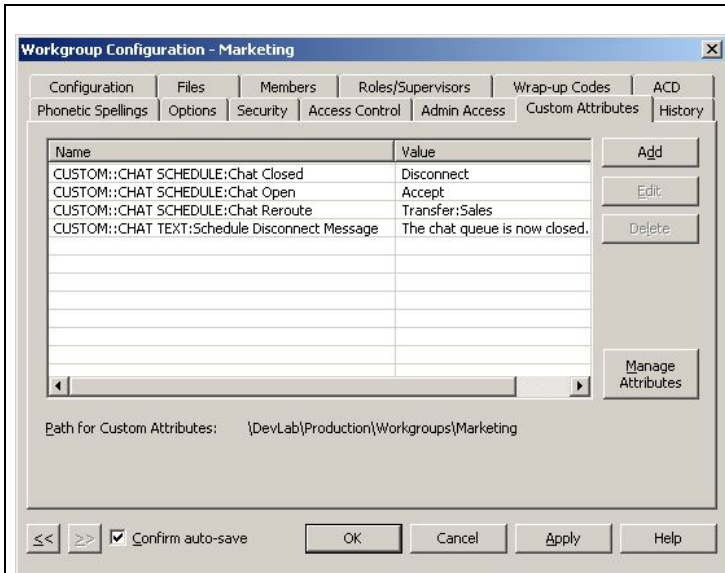 Workgroup Configuration - Marketing
Configuration Files Members Roles/Supervisors Wrap-up Codes ACD
Phonetic Spellings Options Security Access Control Admin Access Custom Attributes History
Name Value
CUSTOM::CHAT SCHEDULE:Chat Closed Disconnect
CUSTOM::CHAT SCHEDULE:Chat Open Accept
CUSTOM::CHAT SCHEDULE:Chat Reroute Transfer:Sales
CUSTOM::CHAT TEXT:Schedule Disconnect Message The chat queue is now closed.
Add
Edit
Delete
Manage
Attributes
Path for Custom Attributes: \DevLab\Production\Workgroups\Marketing
<< >> Confirm auto-save OK Cancel Apply Help